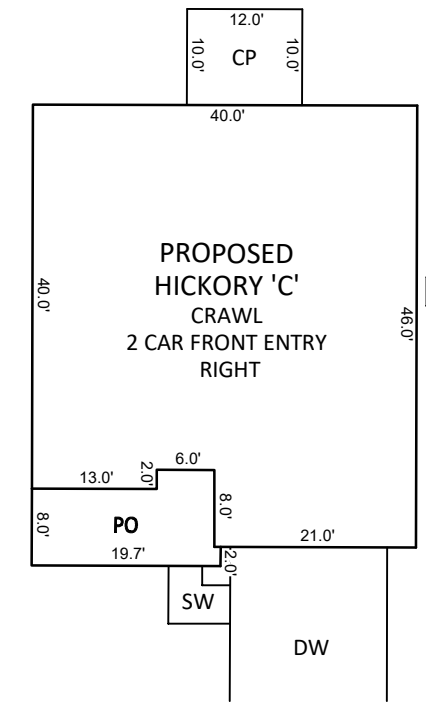 12.0'
10.0'
CP
10.0'
40.0'
PROPOSED
HICKORY 'C'
CRAWL
2 CAR FRONT ENTRY
RIGHT
40.0'
46.0'
6.0'
2.0'
13.0'
8.0'
8.0'
PO
21.0'
19.7'
2.0'
SW
DW